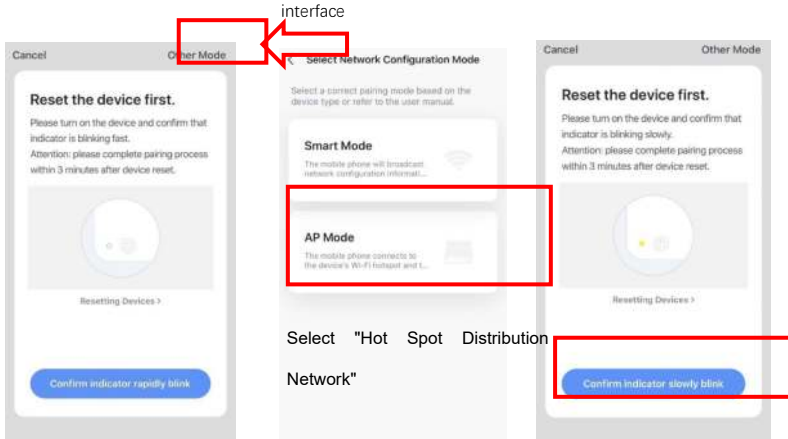 interface
Cancel
Other Mode
Reset the device first.
Please turn on the device and confirm that
indicator is blinking fast.
Attention: please complete pairing process
within 3 minutes after device reset.
Resetting Devices >
Confirm indicator rapidly blink
< Select Network Configuration Mode
Select a correct pairing mode based on the
device type or refer to the user manual.
Smart Mode
The mobile phone will broadcast
network configuration informati...
AP Mode
The mobile phone connects to
the device's Wi-Fi hotspot and t...
Select "Hot Spot Distribution
Network"
Cancel
Other Mode
Reset the device first.
Please turn on the device and confirm that
indicator is blinking slowly.
Attention: please complete pairing process
within 3 minutes after device reset.
Resetting Devices >
Confirm indicator slowly blink